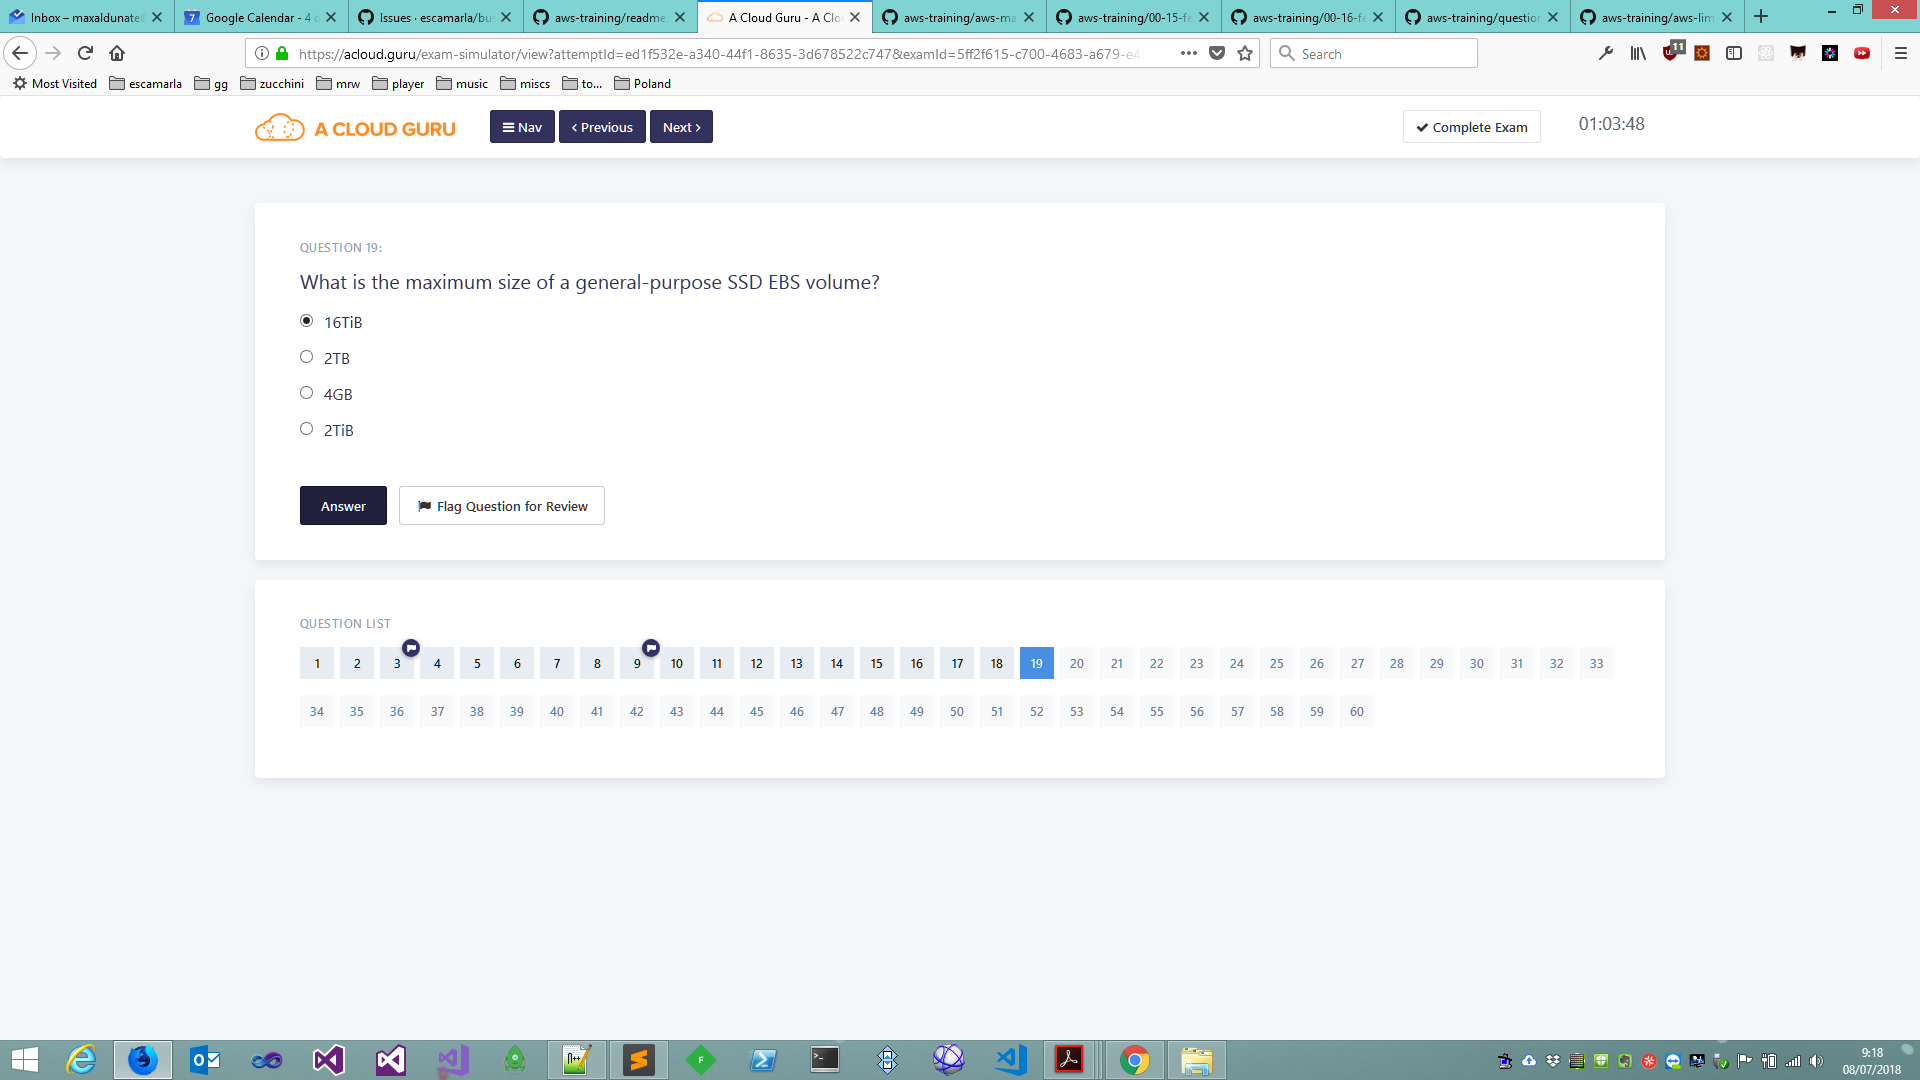 Inbox – maxaldunate
Google Calendar - 4
Issues · escamarla/bu
aws-training/readme.
A Cloud Guru - A Clo
aws-training/aws-ma
aws-training/00-15-fe
aws-training/00-16-fe
aws-training/question
aws-training/aws-lim
https://acloud.guru/exam-simulator/view?attemptId=ed1f532e-a340-44f1-8635-3d678522c747&examId=5ff2f615-c700-4683-a679-e4
Search
11
Most Visited escamarla gg zucchini mrw player music miscs to... Poland
A CLOUD GURU
Nav
Previous
Next
Complete Exam
01:03:48
QUESTION 19:
What is the maximum size of a general-purpose SSD EBS volume?
16TiB
2TB
4GB
2TiB
Answer
Flag Question for Review
QUESTION LIST
1 2 3 4 5 6 7 8 9 10 11 12 13 14 15 16 17 18 19 20 21 22 23 24 25 26 27 28 29 30 31 32 33
34 35 36 37 38 39 40 41 42 43 44 45 46 47 48 49 50 51 52 53 54 55 56 57 58 59 60
9:18
08/07/2018